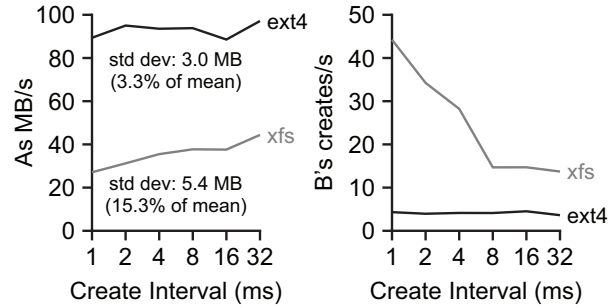 100
80
60
40
20
0
As MB/s
ext4
std dev: 3.0 MB
(3.3% of mean)
xfs
std dev: 5.4 MB
(15.3% of mean)
1 2 4 8 16 32
Create Interval (ms)
50
40
30
20
10
0
B's creates/s
xfs
ext4
1 2 4 8 16 32
Create Interval (ms)